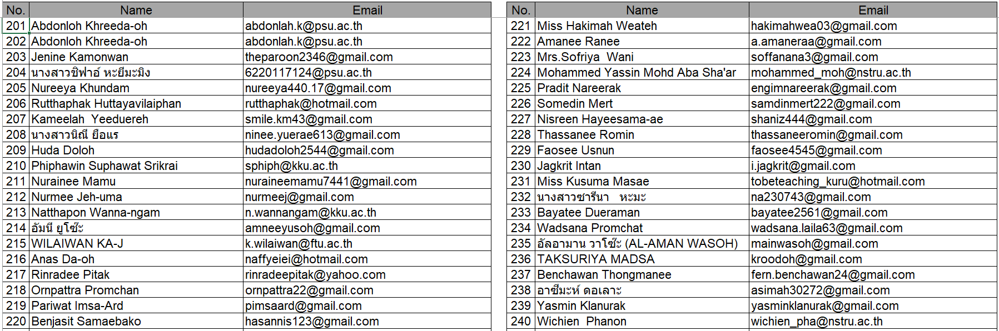 No. Name Email
201 Abdonloh Khreeda-oh abdonlah.k@psu.ac.th
202 Abdonloh Khreeda-oh abdonlah.k@psu.ac.th
203 Jenine Kamonwan theparoon2346@gmail.com
204 นางสาวชิฟาอ์ หะยีมะมิง 6220117124@psu.ac.th
205 Nureeya Khundam nureeya440.17@gmail.com
206 Rutthaphak Huttayavilaiphan rutthaphak@hotmail.com
207 Kameelah  Yeeduereh smile.km43@gmail.com
208 นางสาวนิณี ยือแร ninee.yuerae613@gmail.com
209 Huda Doloh hudadoloh2544@gmail.com
210 Phiphawin Suphawat Srikrai sphiph@kku.ac.th
211 Nurainee Mamu nuraineemamu7441@gmail.com
212 Nurmee Jeh-uma nurmeej@gmail.com
213 Natthapon Wanna-ngam n.wannangam@kku.ac.th
214 อัมนี ยูโซ๊ะ amneeyusoh@gmail.com
215 WILAIWAN KA-J k.wilaiwan@ftu.ac.th
216 Anas Da-oh naffyeiei@hotmail.com
217 Rinradee Pitak rinradeepitak@yahoo.com
218 Ornpattra Promchan ornpattra22@gmail.com
219 Pariwat Imsa-Ard pimsaard@gmail.com
220 Benjasit Samaebako hasannis123@gmail.com
No. Name Email
221 Miss Hakimah Weateh hakimahwea03@gmail.com
222 Amanee Ranee a.amaneraa@gmail.com
223 Mrs.Sofriya  Wani soffanana3@gmail.com
224 Mohammed Yassin Mohd Aba Sha'ar mohammed_moh@nstru.ac.th
225 Pradit Nareerak engimnareerak@gmail.com
226 Somedin Mert samdinmert222@gmail.com
227 Nisreen Hayeesama-ae shaniz444@gmail.com
228 Thassanee Romin thassaneeromin@gmail.com
229 Faosee Usnun faosee4545@gmail.com
230 Jagkrit Intan i.jagkrit@gmail.com
231 Miss Kusuma Masae tobeteaching_kuru@hotmail.com
232 นางสาวซารีนา   หะมะ na230743@gmail.com
233 Bayatee Dueraman bayatee2561@gmail.com
234 Wadsana Promchat wadsana.laila63@gmail.com
235 อัลอามาน วาโซ๊ะ (AL-AMAN WASOH) mainwasoh@gmail.com
236 TAKSURIYA MADSA kroodoh@gmail.com
237 Benchawan Thongmanee fern.benchawan24@gmail.com
238 อาซีมะห์ ดอเลาะ asimah30272@gmail.com
239 Yasmin Klanurak yasminklanurak@gmail.com
240 Wichien  Phanon wichien_pha@nstru.ac.th